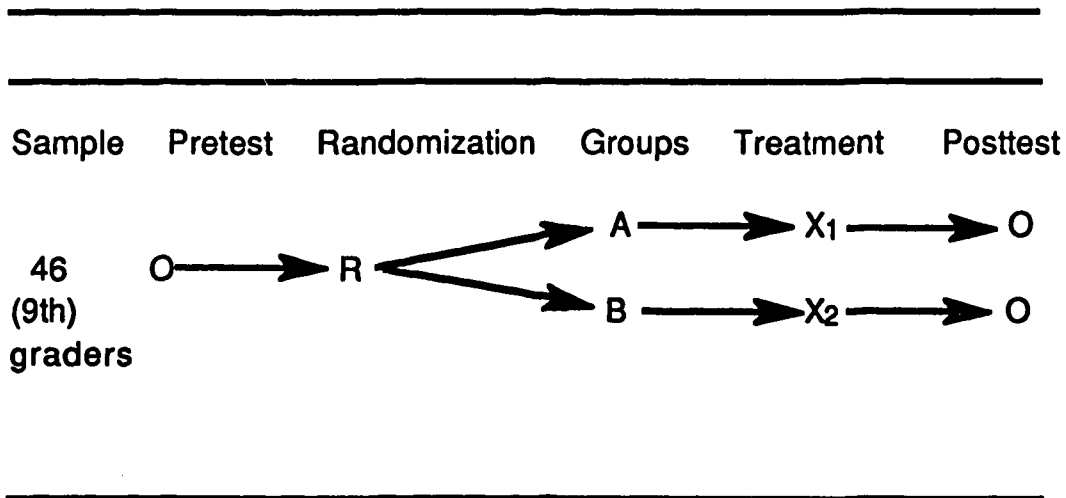 Sample Pretest Randomization Groups Treatment Posttest
A X1 O
46 O R
(9th) B X2 O
graders